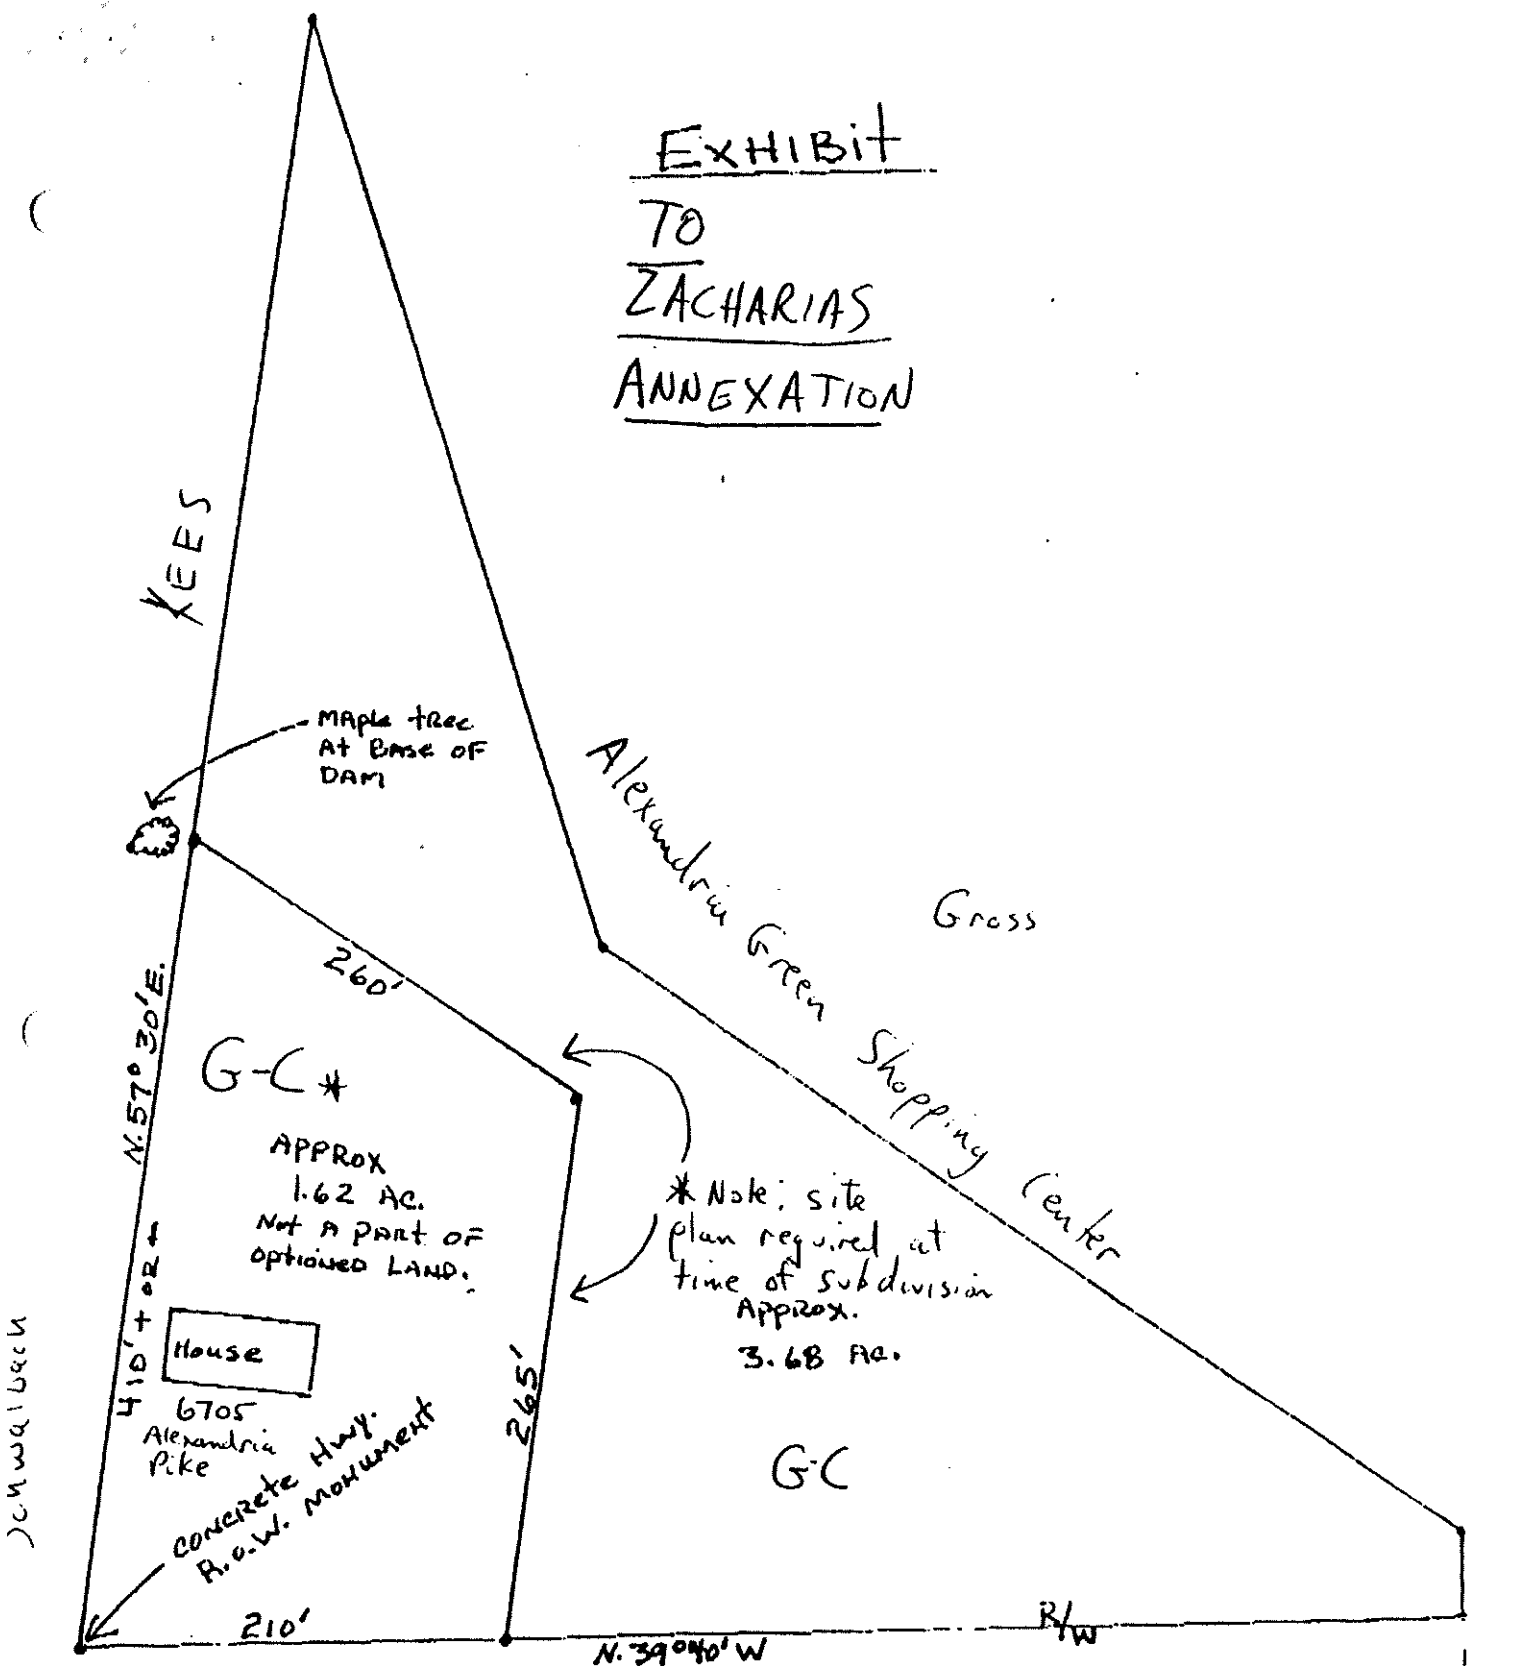 EXHIBit
TO
ZACHARIAS
ANNEXATION
KEES
MAple tree
At BASE OF
DAM
Alexandria Green Shopping Center
Gross
260'
N.57° 30' E.
G-C *
APPROX
1.62 AC.
Not A PARt OF
OptioNED LAND.
* Note; site
plan required at
time of subdivision
APPROX.
3.68 AC.
410' + OR -
House
6705
Alexandria
Pike
265'
CONCREte Hwy.
R.O.W. MONUMENt
G-C
Schwalbach
210'
N. 39° 40' W
R/W